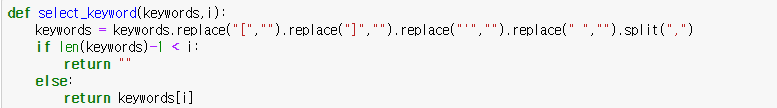 def select_keyword(keywords,i):
    keywords = keywords.replace("[","").replace("]","").replace("'","").replace(" ","").split(",")
    if len(keywords)-1 < i:
        return ""
    else:
        return keywords[i]